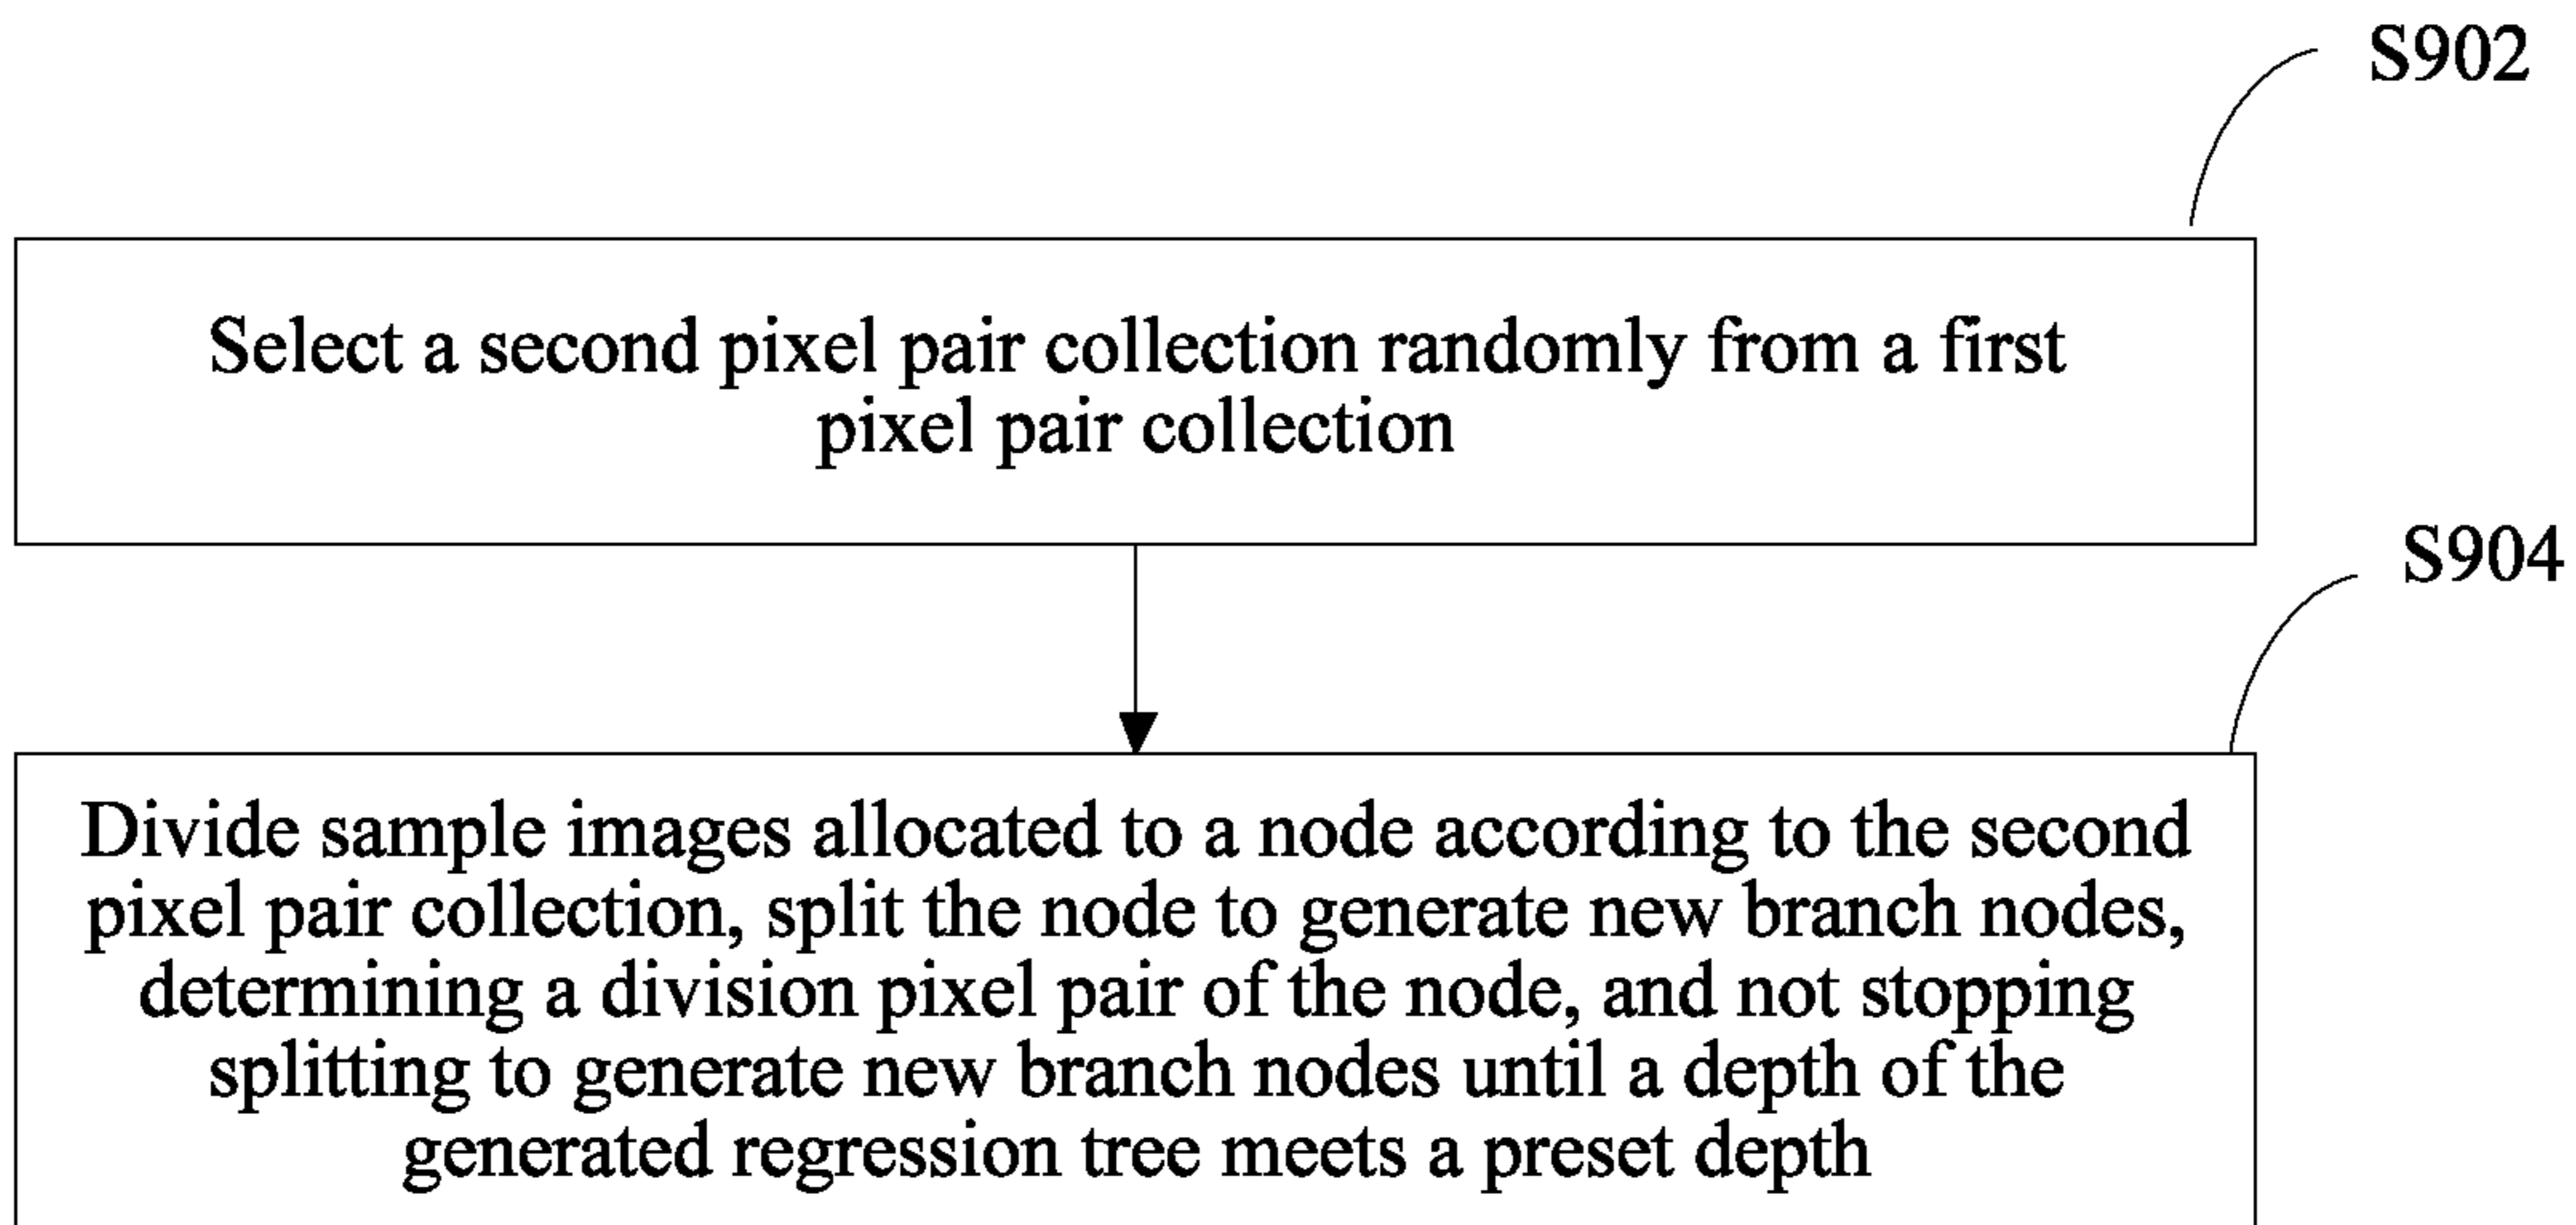 S902
Select a second pixel pair collection randomly from a first
pixel pair collection
S904
Divide sample images allocated to a node according to the second
pixel pair collection, split the node to generate new branch nodes,
determining a division pixel pair of the node, and not stopping
splitting to generate new branch nodes until a depth of the
generated regression tree meets a preset depth